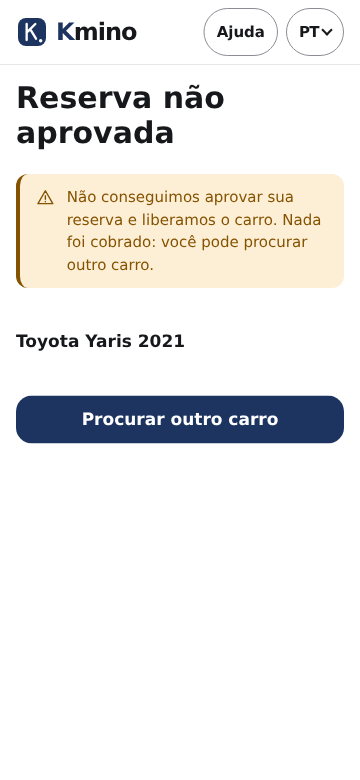 K. Kmino
Ajuda
PT
Reserva não
aprovada
Não conseguimos aprovar sua
reserva e liberamos o carro. Nada
foi cobrado: você pode procurar
outro carro.
Toyota Yaris 2021
Procurar outro carro